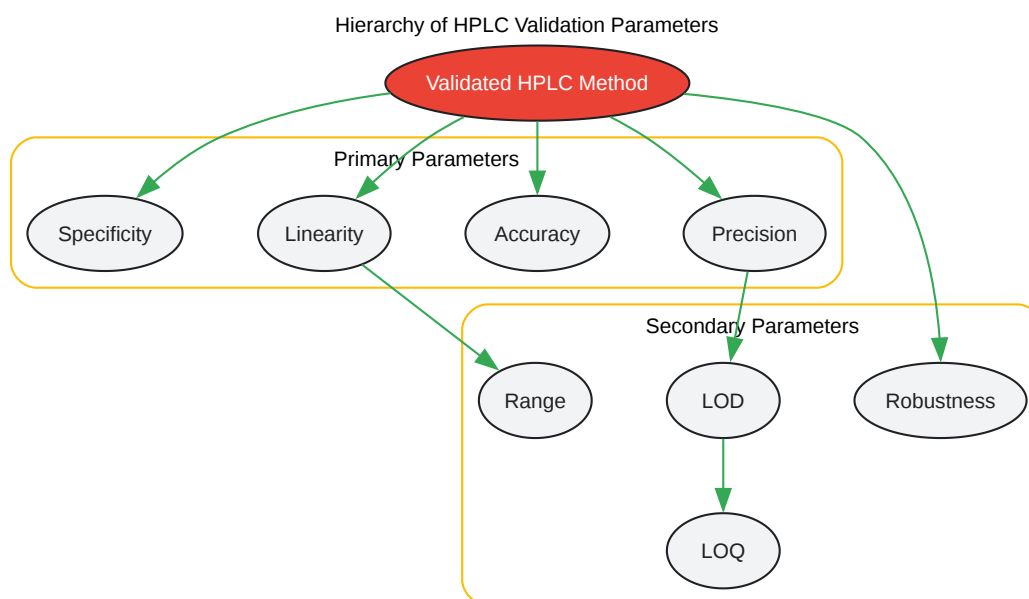 Hierarchy of HPLC Validation Parameters
Validated HPLC Method
Primary Parameters
Specificity
Linearity
Accuracy
Precision
Secondary Parameters
Range
LOD
Robustness
LOQ